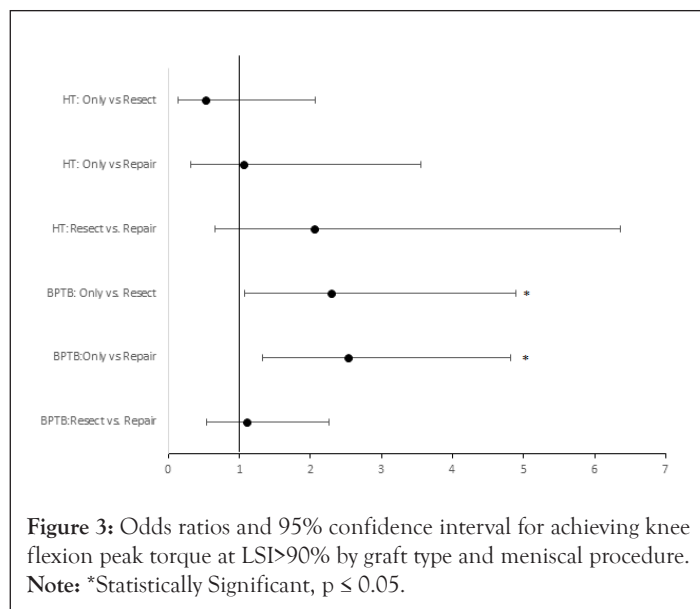 HT: Only vs Resect
HT: Only vs Repair
HT:Resect vs. Repair
BPTB: Only vs. Resect
*
BPTB:Only vs Repair
*
BPTB:Resect vs. Repair
0 1 2 3 4 5 6 7
Figure 3: Odds ratios and 95% confidence interval for achieving knee
flexion peak torque at LSI>90% by graft type and meniscal procedure.
Note: *Statistically Significant, p ≤ 0.05.